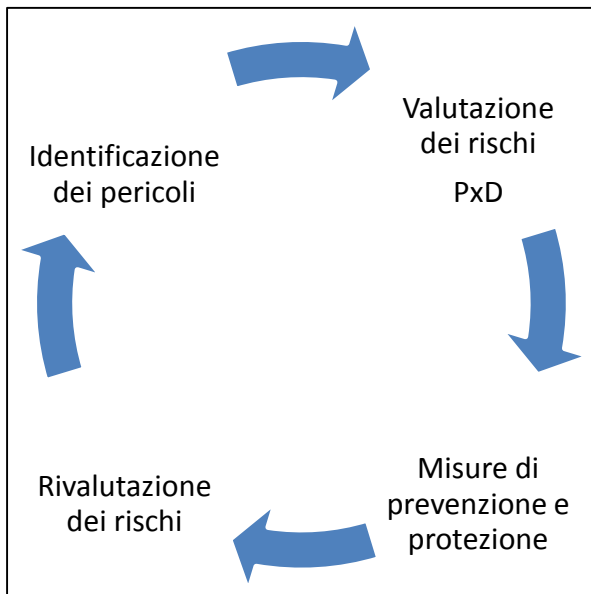 Identificazione
dei pericoli
Valutazione
dei rischi
PxD
Misure di
prevenzione e
protezione
Rivalutazione
dei rischi